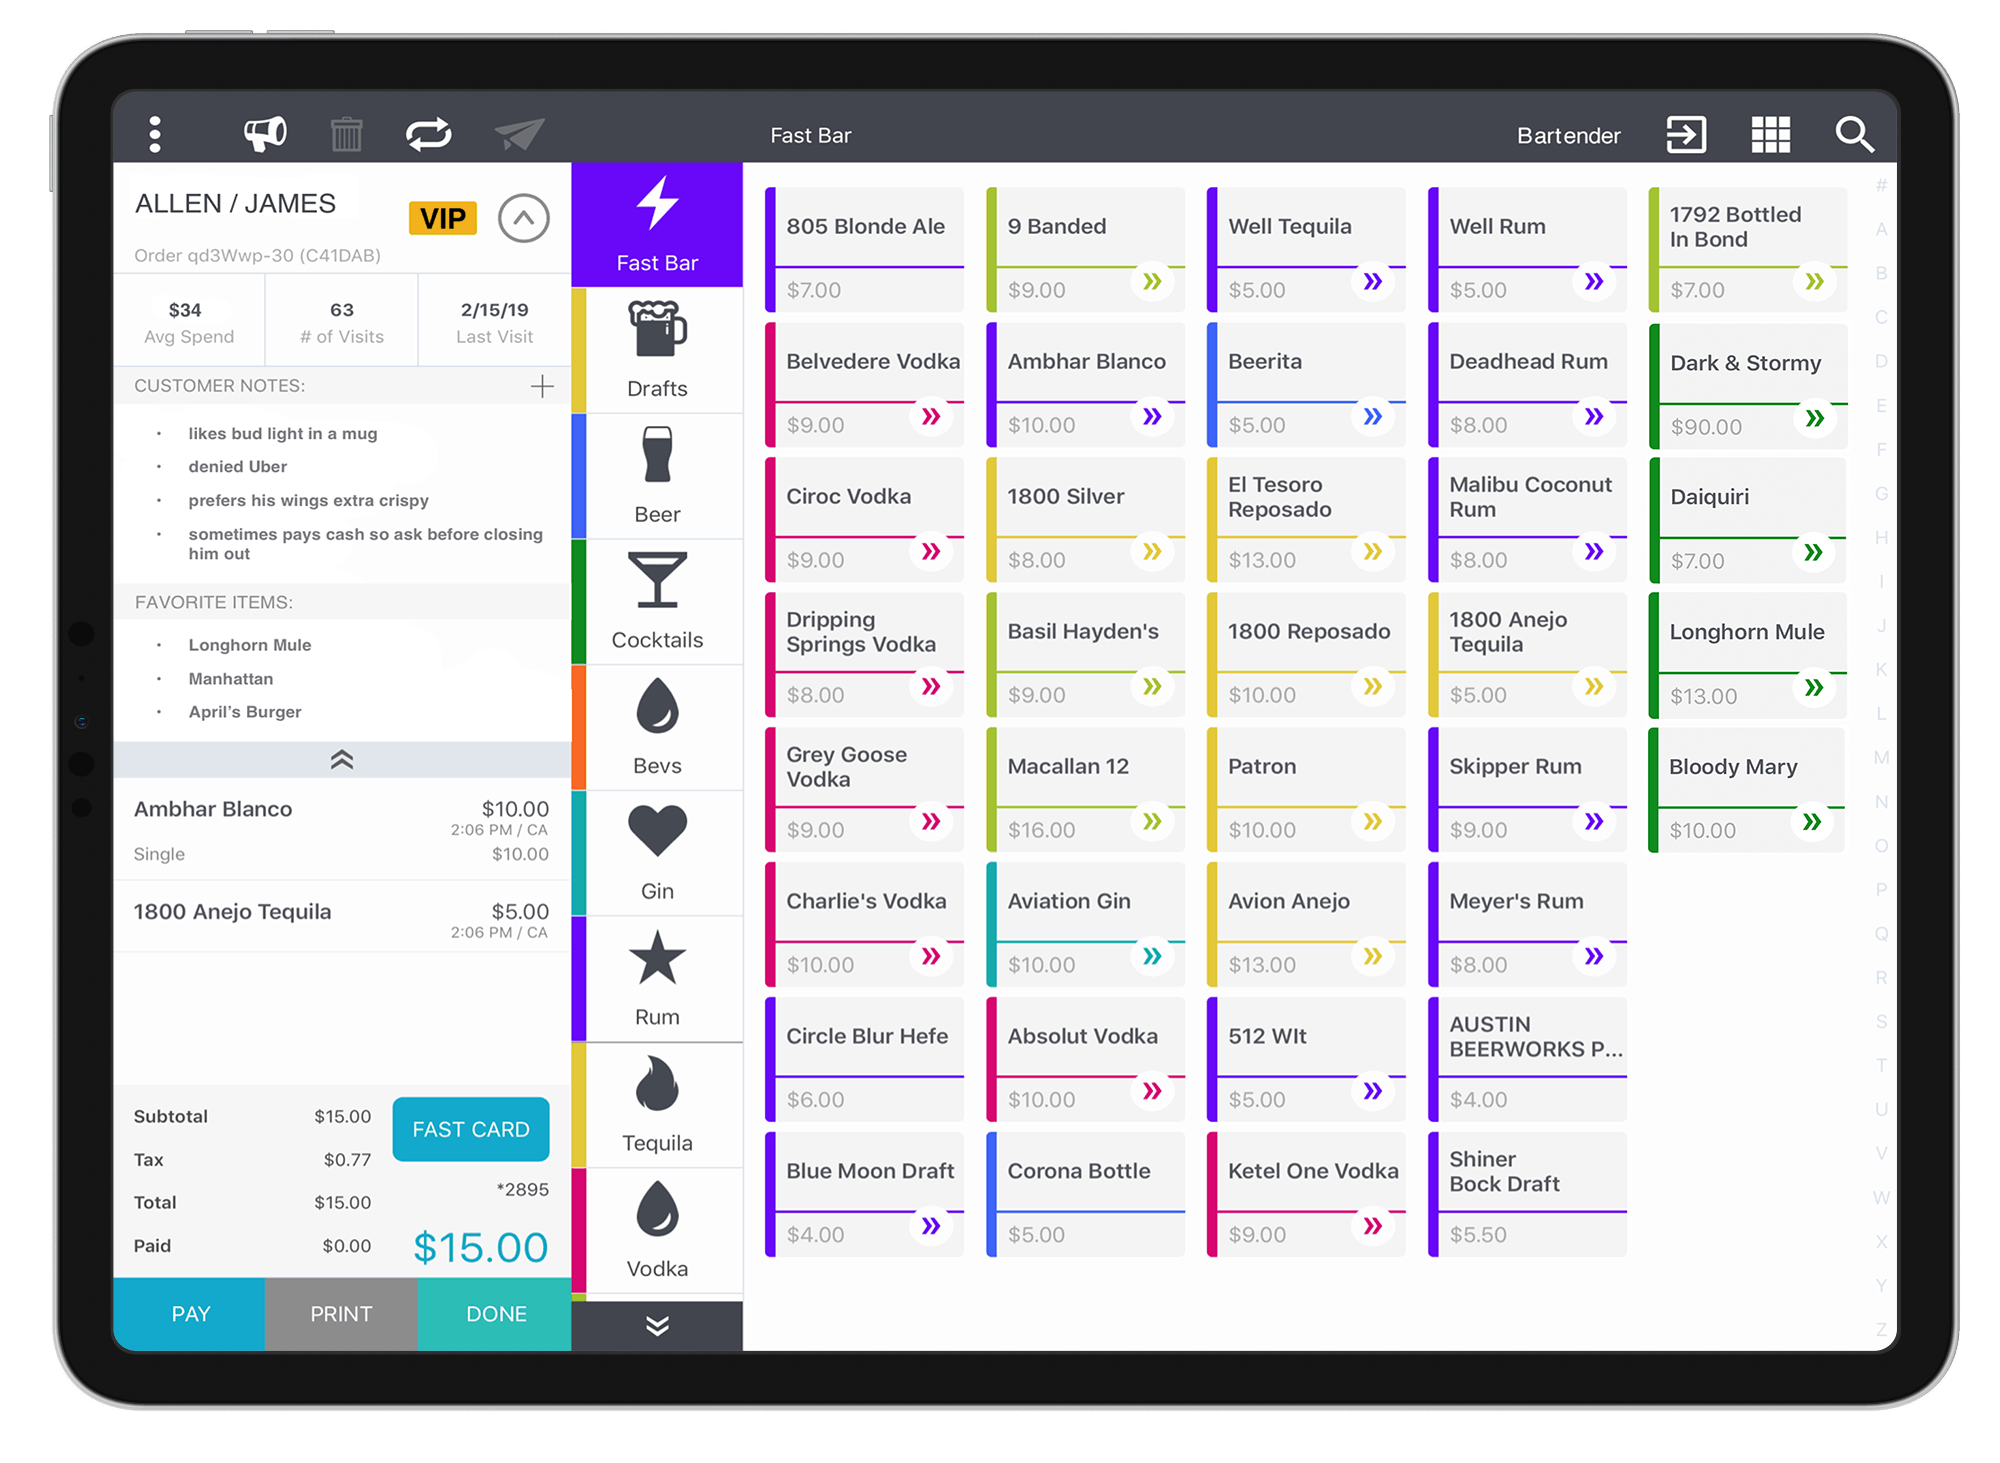 Fast Bar
Bartender
ALLEN / JAMES
VIP
Order qd3Wwp-30 (C41DAB)
$34
Avg Spend
63
# of Visits
2/15/19
Last Visit
CUSTOMER NOTES:
• likes bud light in a mug
• denied Uber
• prefers his wings extra crispy
• sometimes pays cash so ask before closing
him out
FAVORITE ITEMS:
• Longhorn Mule
• Manhattan
• April's Burger
Ambhar Blanco $10.00
2:06 PM / CA
Single $10.00
1800 Anejo Tequila $5.00
2:06 PM / CA
Subtotal $15.00
Tax $0.77
Total $15.00
Paid $0.00
FAST CARD
*2895
$15.00
PAY
PRINT
DONE
Fast Bar
Drafts
Beer
Cocktails
Bevs
Gin
Rum
Tequila
Vodka
805 Blonde Ale
$7.00
9 Banded
$9.00
Well Tequila
$5.00
Well Rum
$5.00
1792 Bottled
In Bond
$7.00
Belvedere Vodka
$9.00
Ambhar Blanco
$10.00
Beerita
$5.00
Deadhead Rum
$8.00
Dark & Stormy
$90.00
Ciroc Vodka
$9.00
1800 Silver
$8.00
El Tesoro
Reposado
$13.00
Malibu Coconut
Rum
$8.00
Daiquiri
$7.00
Dripping
Springs Vodka
$8.00
Basil Hayden's
$9.00
1800 Reposado
$10.00
1800 Anejo
Tequila
$5.00
Longhorn Mule
$13.00
Grey Goose
Vodka
$9.00
Macallan 12
$16.00
Patron
$10.00
Skipper Rum
$9.00
Bloody Mary
$10.00
Charlie's Vodka
$10.00
Aviation Gin
$10.00
Avion Anejo
$13.00
Meyer's Rum
$8.00
Circle Blur Hefe
$6.00
Absolut Vodka
$10.00
512 WIt
$5.00
AUSTIN
BEERWORKS P...
$4.00
Blue Moon Draft
$4.00
Corona Bottle
$5.00
Ketel One Vodka
$9.00
Shiner
Bock Draft
$5.50
#
A
B
C
D
E
F
G
H
I
J
K
L
M
N
O
P
Q
R
S
T
U
V
W
X
Y
Z